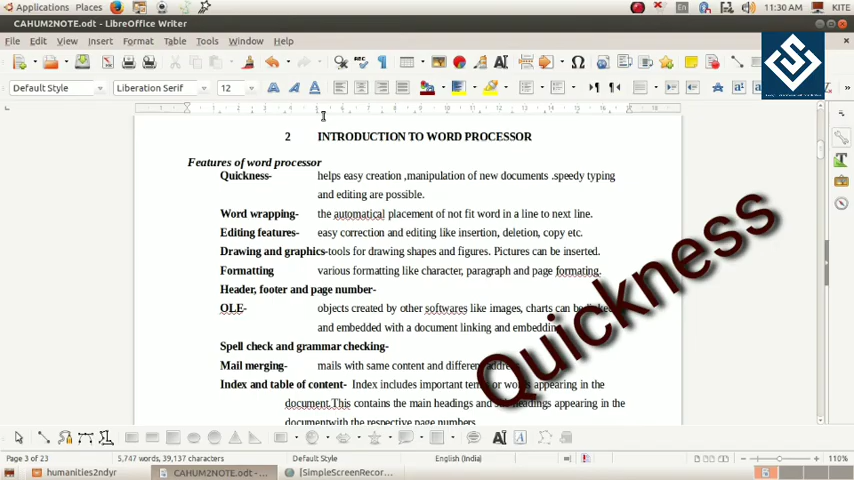 Applications Places
En
11:30 AM
KITE
CAHUM2NOTE.odt - LibreOffice Writer
File Edit View Insert Format Table Tools Window Help
Default Style
Liberation Serif
12
2 INTRODUCTION TO WORD PROCESSOR
Features of word processor
Quickness- helps easy creation ,manipulation of new documents .speedy typing
and editing are possible.
Word wrapping- the automatical placement of not fit word in a line to next line.
Editing features- easy correction and editing like insertion, deletion, copy etc.
Drawing and graphics-tools for drawing shapes and figures. Pictures can be inserted.
Formatting various formatting like character, paragraph and page formating.
Header, footer and page number-
OLE- objects created by other softwares like images, charts can be
and embedded with a document linking and
Spell check and grammar checking-
Mail merging- mails with same content and different
Index and table of content- Index includes important or appearing in the
document.This contains the main headings and appearing in the
documentwith the respective page numbers.
Quickness
Page 3 of 23
5,747 words, 39,137 characters
Default Style
English (India)
110%
humanities2ndyr
CAHUM2NOTE.odt - ...
[SimpleScreenRecor...